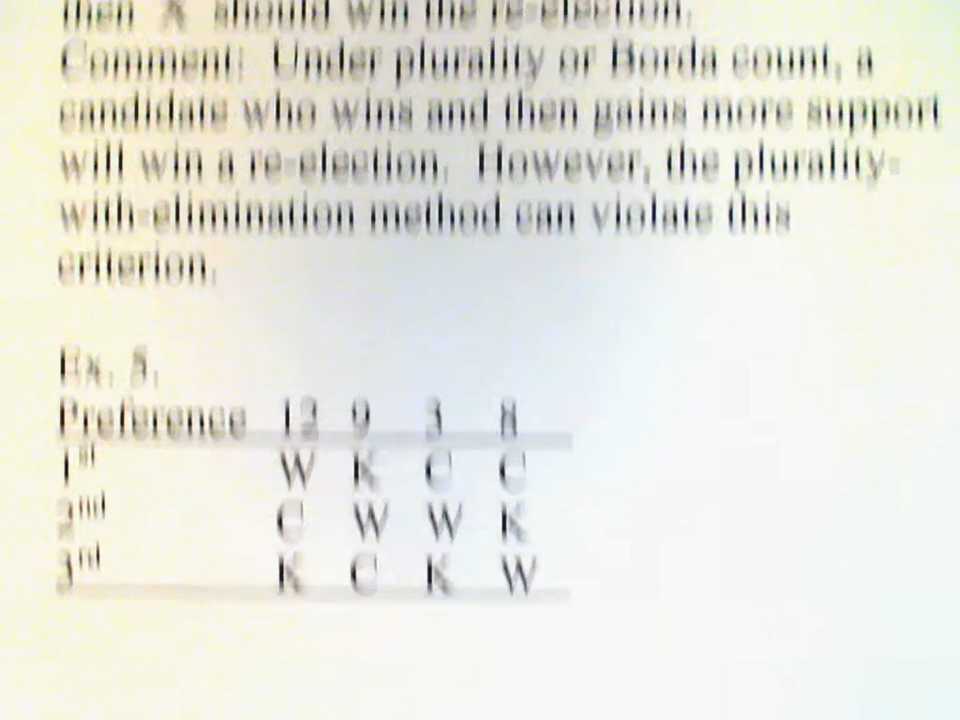 then "A" should win the re-election.
Comment: Under plurality or Borda count, a
candidate who wins and then gains more support
will win a re-election. However, the plurality-
with-elimination method can violate this
criterion.
Ex. 5.
Preference 12 9 3 8
1st W K C C
2nd C W W K
3rd K C K W